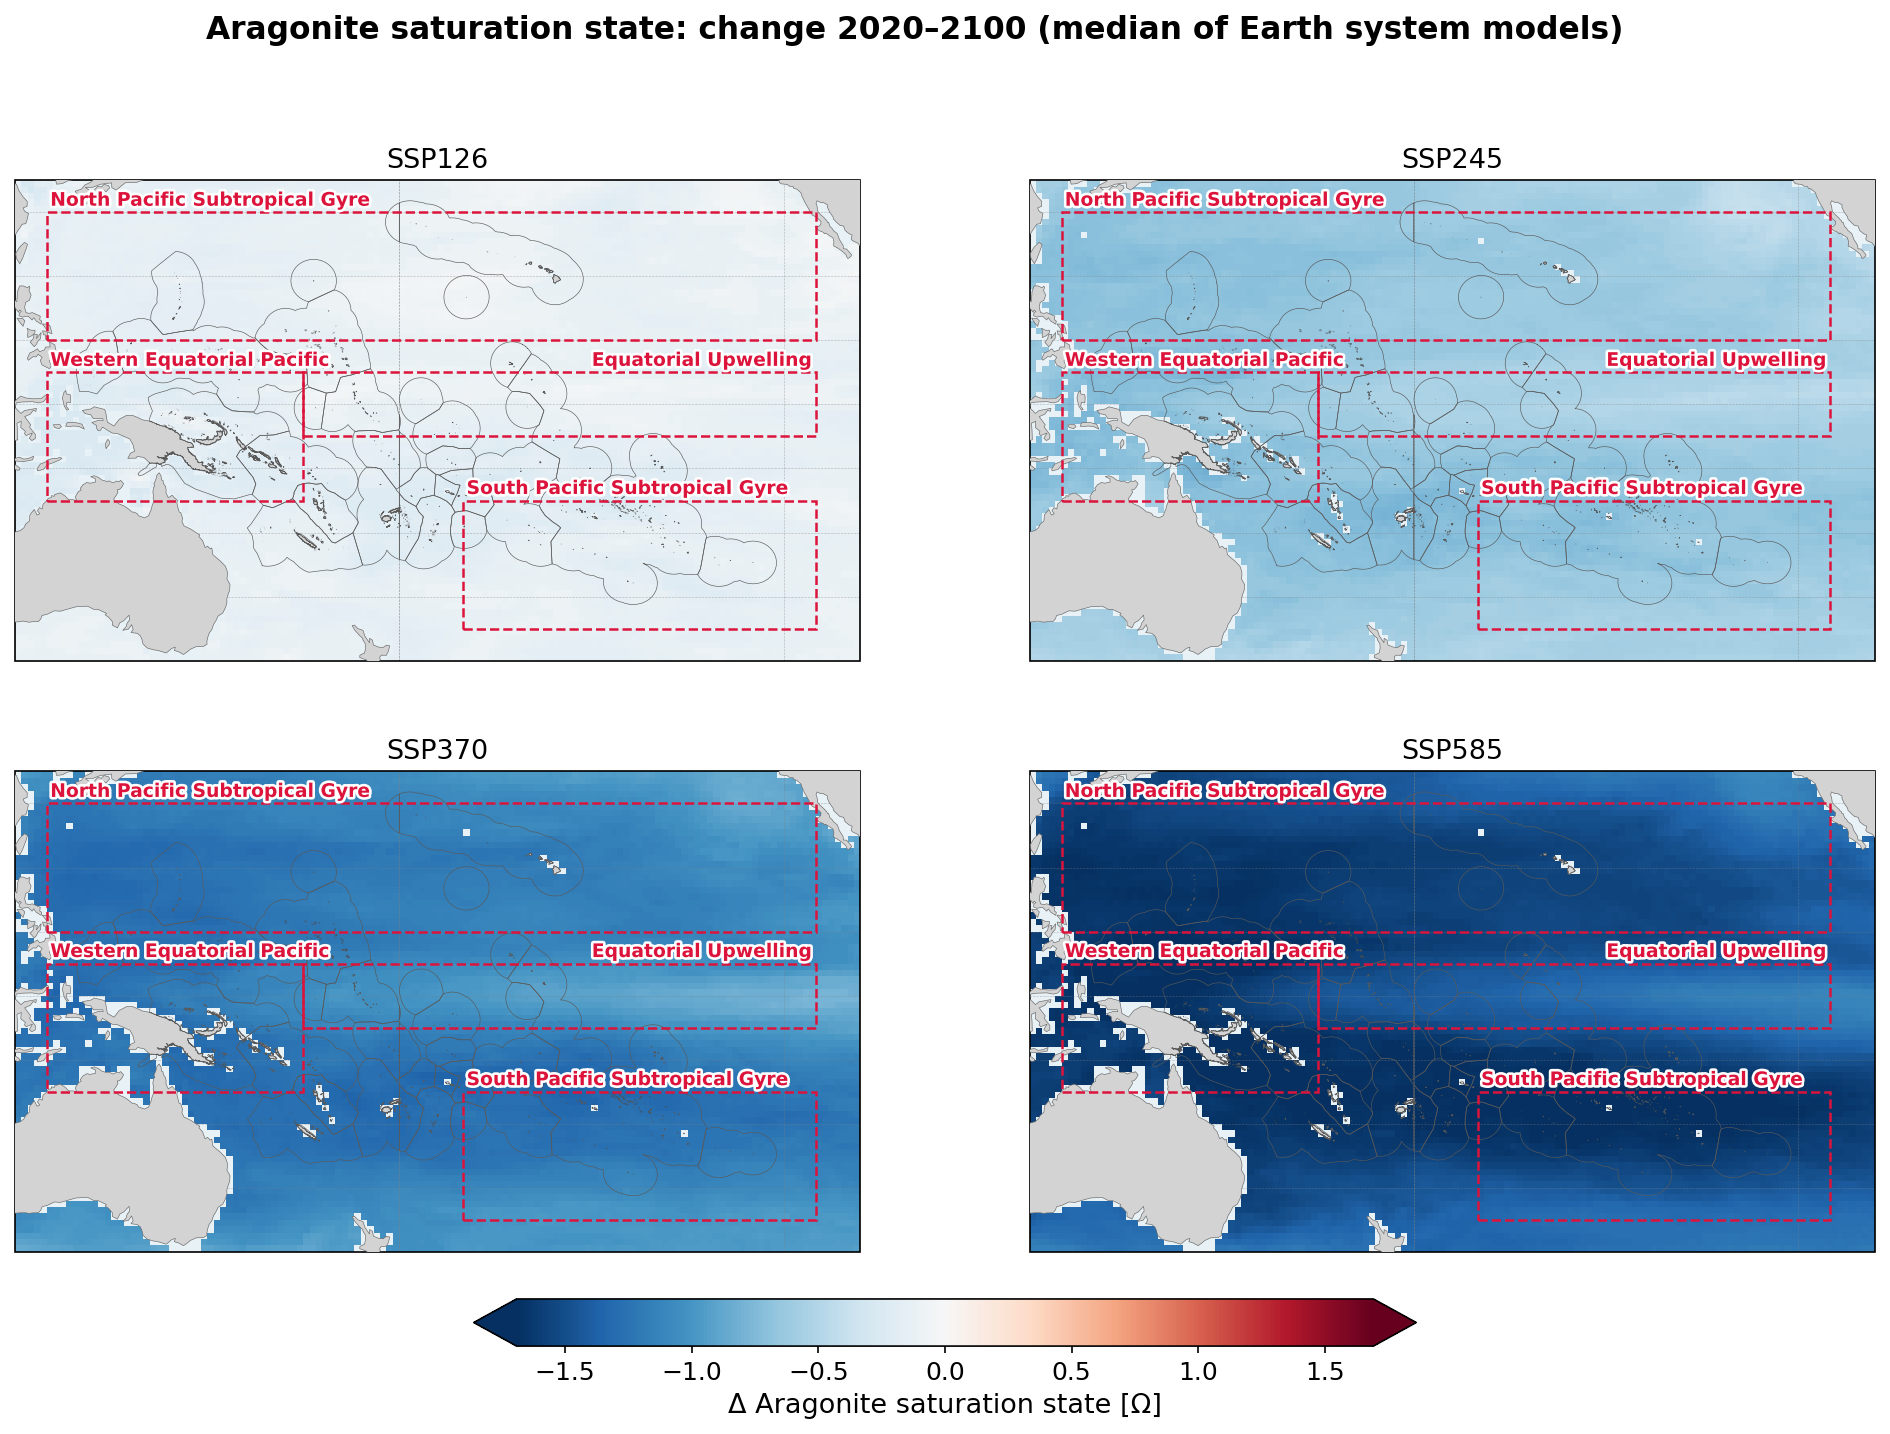 Aragonite saturation state: change 2020–2100 (median of Earth system models)
SSP126
North Pacific Subtropical Gyre
Western Equatorial Pacific
Equatorial Upwelling
South Pacific Subtropical Gyre
SSP245
North Pacific Subtropical Gyre
Western Equatorial Pacific
Equatorial Upwelling
South Pacific Subtropical Gyre
SSP370
North Pacific Subtropical Gyre
Western Equatorial Pacific
Equatorial Upwelling
South Pacific Subtropical Gyre
SSP585
North Pacific Subtropical Gyre
Western Equatorial Pacific
Equatorial Upwelling
South Pacific Subtropical Gyre
−1.5 −1.0 −0.5 0.0 0.5 1.0 1.5
Δ Aragonite saturation state [Ω]